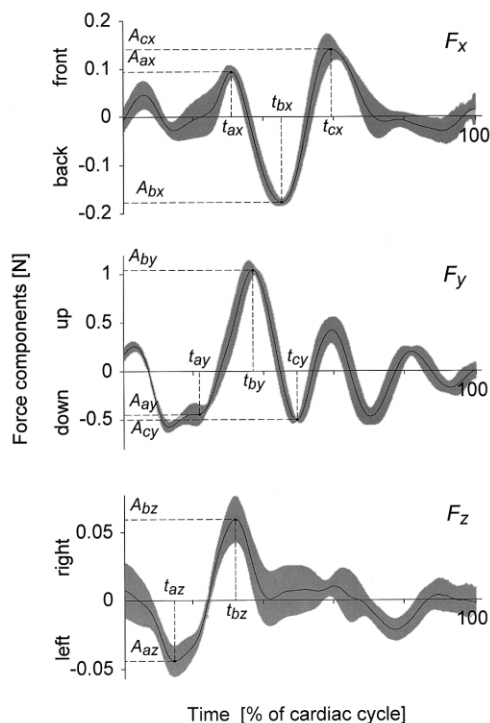 Force components [N]
front
back
0.2
0.1
0
-0.1
-0.2
Acx
Aax
Abx
tax
tbx
tcx
Fx
100
up
down
1
0.5
0
-0.5
Aby
Aay
Acy
tay
tby
tcy
Fy
100
right
left
0.05
0
-0.05
Abz
Aaz
taz
tbz
Fz
100
Time [% of cardiac cycle]